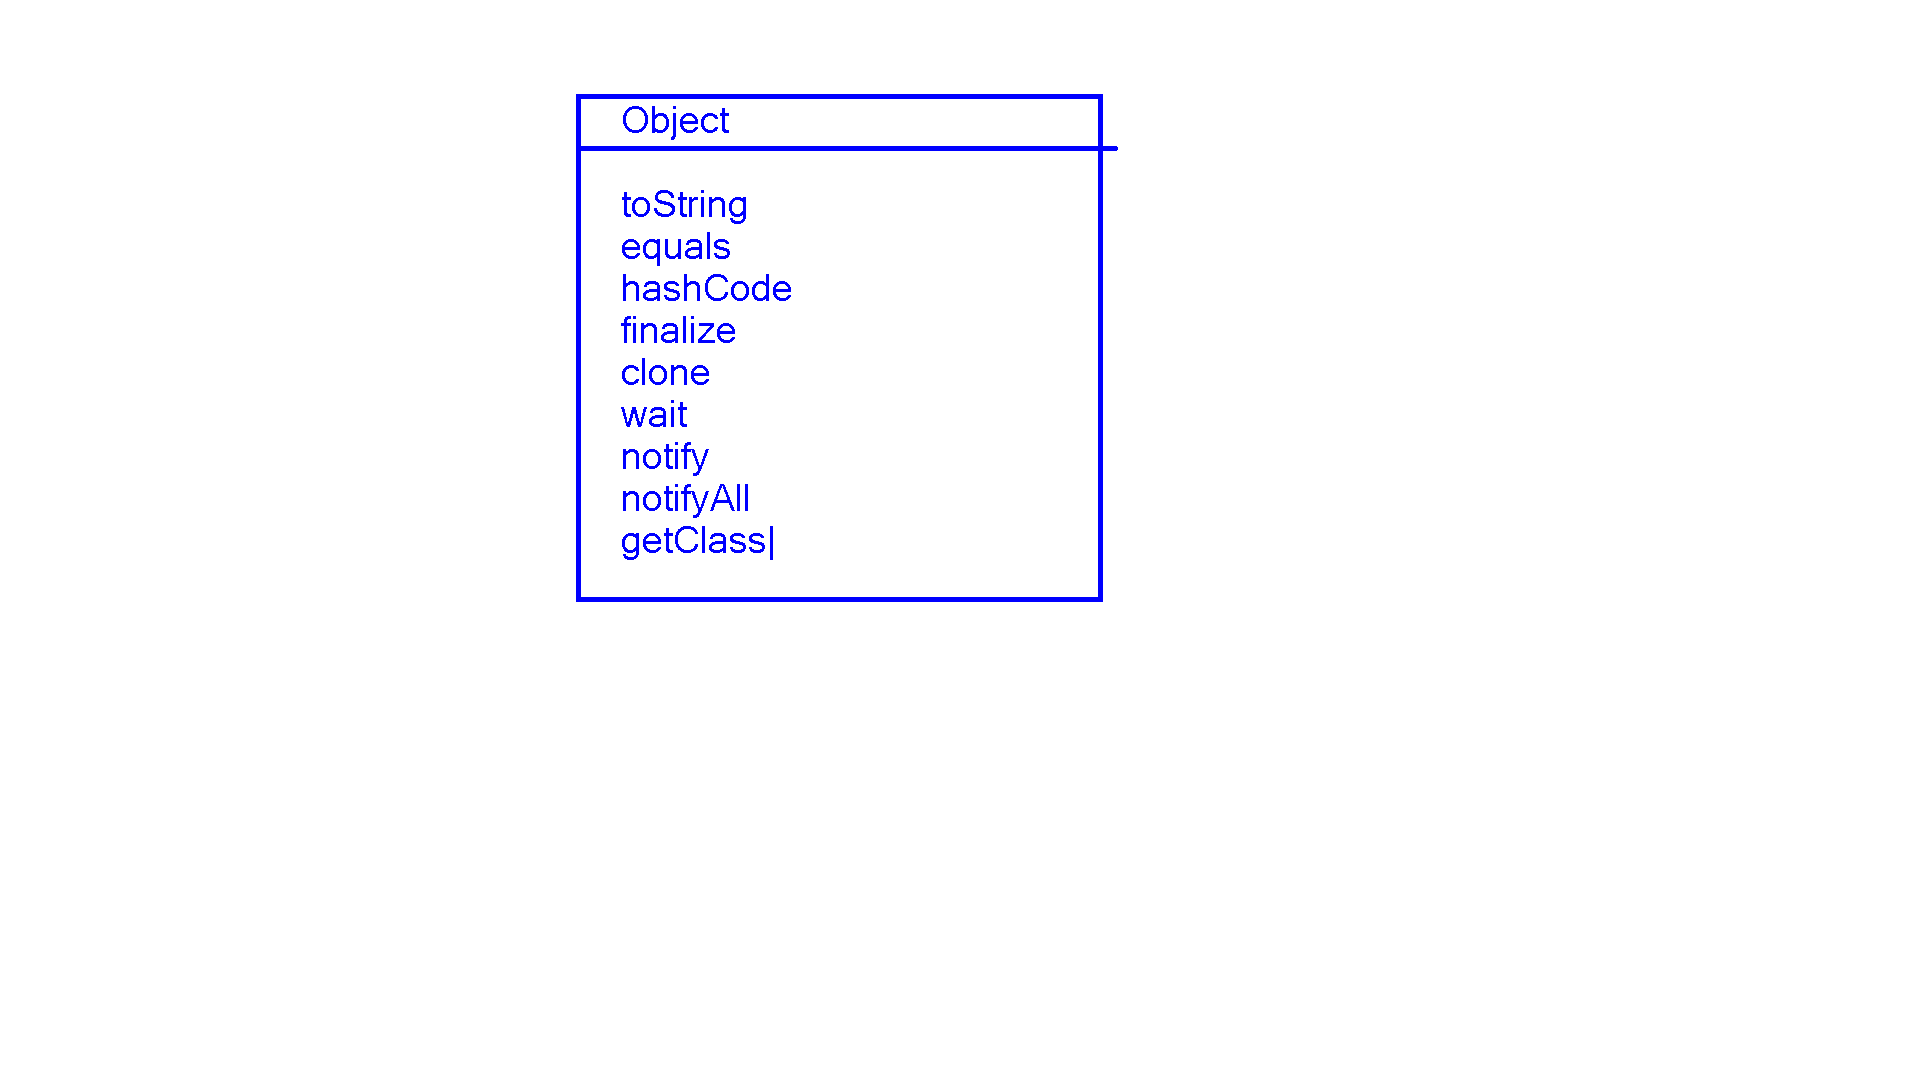 Object
toString
equals
hashCode
finalize
clone
wait
notify
notifyAll
getClass